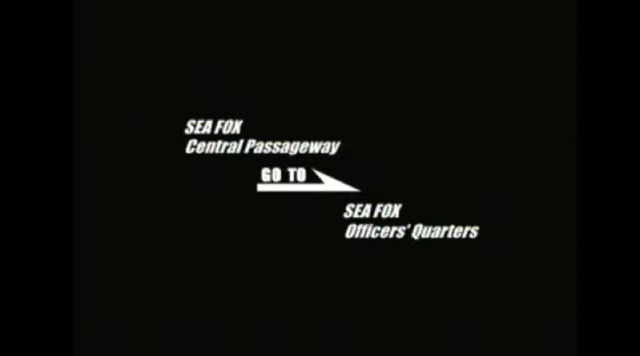 SEA FOX
Central Passageway
GO TO
SEA FOX
Officers' Quarters